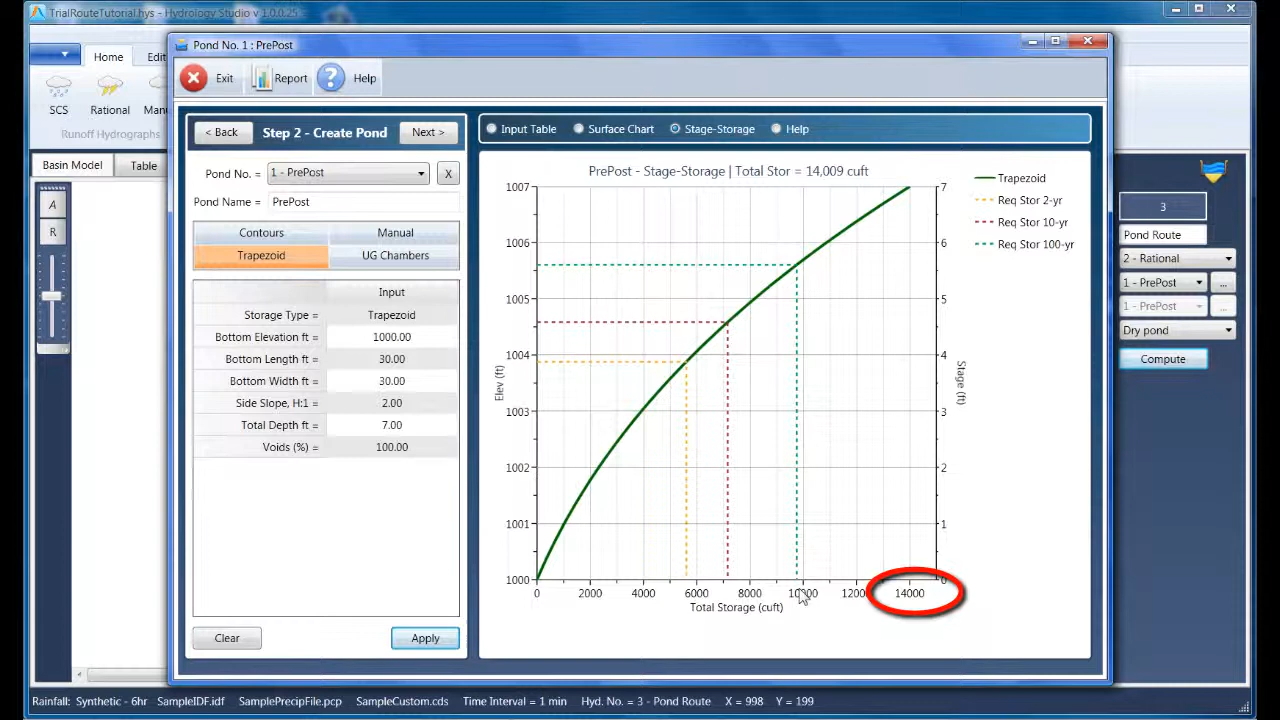 TrialRouteTutorial.hys - Hydrology Studio v 1.0.0.25
Pond No. 1 : PrePost
Home
Edit
Exit
Report
Help
SCS
Rational
Manu
Runoff Hydrographs
Basin Model
Table
A
R
< Back
Step 2 - Create Pond
Next >
Pond No. =
1 - PrePost
X
Pond Name =
PrePost
Contours
Manual
Trapezoid
UG Chambers
Input
Storage Type =
Trapezoid
Bottom Elevation ft =
1000.00
Bottom Length ft =
30.00
Bottom Width ft =
30.00
Side Slope, H:1 =
2.00
Total Depth ft =
7.00
Voids (%) =
100.00
Clear
Apply
Input Table
Surface Chart
Stage-Storage
Help
PrePost - Stage-Storage | Total Stor = 14,009 cuft
Trapezoid
Req Stor 2-yr
Req Stor 10-yr
Req Stor 100-yr
1007
1006
1005
1004
1003
1002
1001
1000
Elev (ft)
7
6
5
4
3
2
1
0
Stage (ft)
0
2000
4000
6000
8000
10000
12000
14000
Total Storage (cuft)
3
Pond Route
2 - Rational
1 - PrePost
...
1 - PrePost
...
Dry pond
Compute
Rainfall: Synthetic - 6hr
SampleIDF.idf
SamplePrecipFile.pcp
SampleCustom.cds
Time Interval = 1 min
Hyd. No. = 3 - Pond Route
X = 998
Y = 199